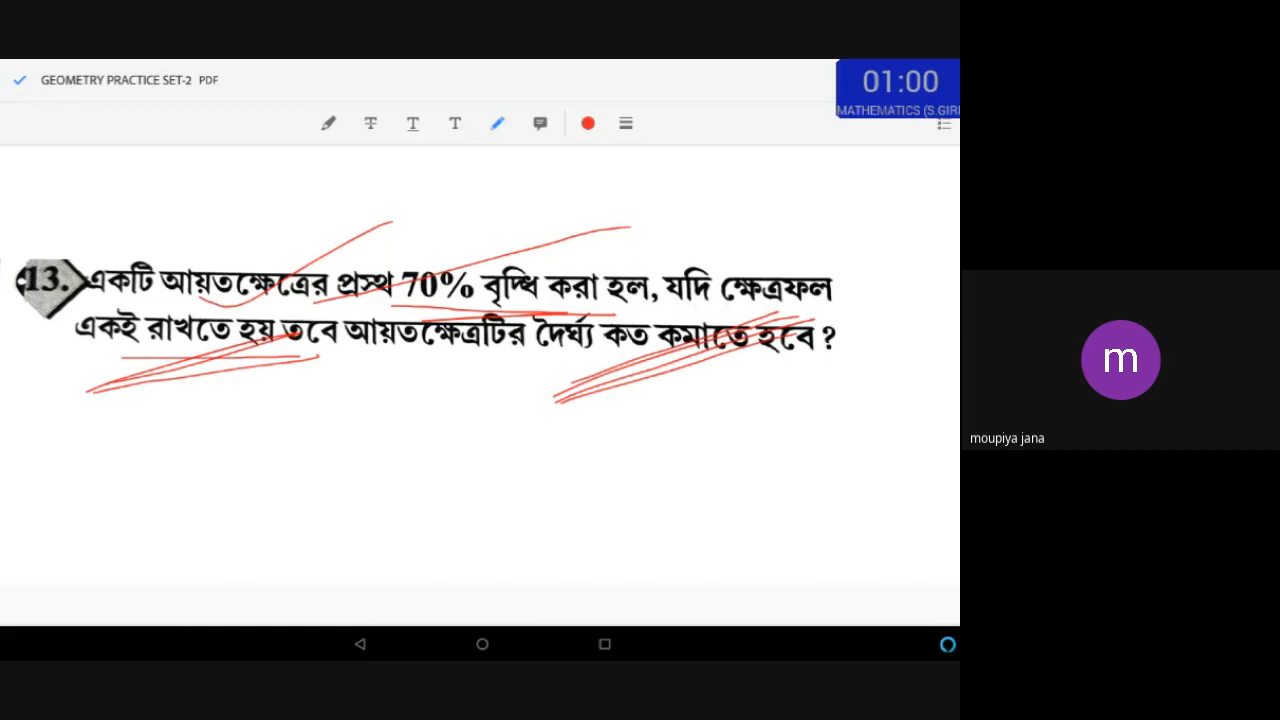 GEOMETRY PRACTICE SET-2 PDF
01:00
MATHEMATICS (S.GIRI
T T T
13. একটি আয়তক্ষেত্রের প্রস্থ 70% বৃদ্ধি করা হল, যদি ক্ষেত্রফল
একই রাখতে হয় তবে আয়তক্ষেত্রটির দৈর্ঘ্য কত কমাতে হবে ?
m
moupiya jana